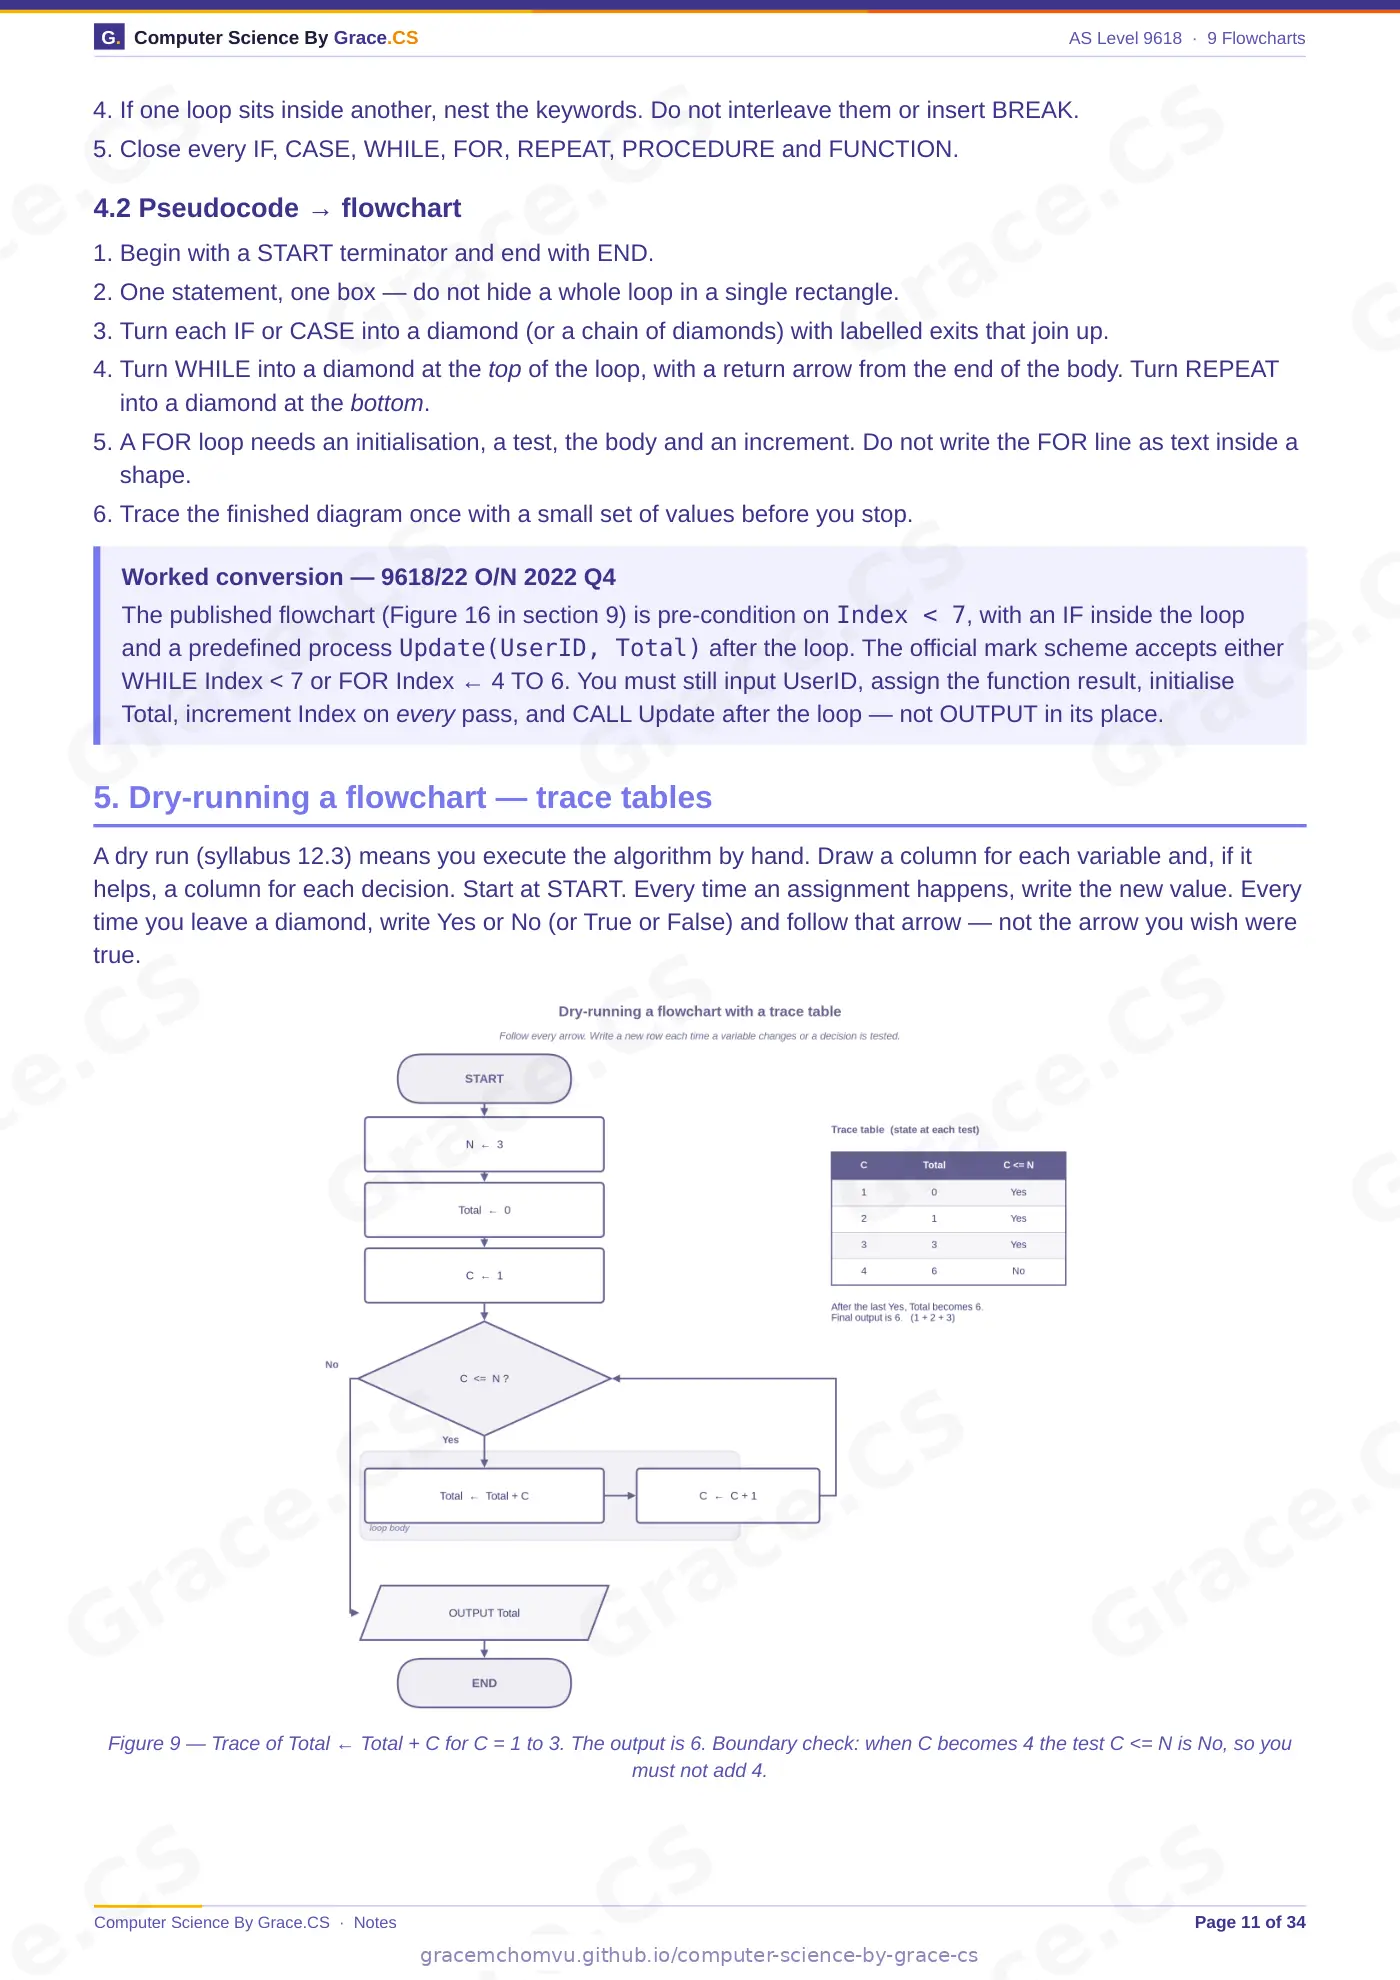 G. Computer Science By Grace.CS
AS Level 9618 · 9 Flowcharts
4. If one loop sits inside another, nest the keywords. Do not interleave them or insert BREAK.
5. Close every IF, CASE, WHILE, FOR, REPEAT, PROCEDURE and FUNCTION.
4.2 Pseudocode → flowchart
1. Begin with a START terminator and end with END.
2. One statement, one box — do not hide a whole loop in a single rectangle.
3. Turn each IF or CASE into a diamond (or a chain of diamonds) with labelled exits that join up.
4. Turn WHILE into a diamond at the top of the loop, with a return arrow from the end of the body. Turn REPEAT
into a diamond at the bottom.
5. A FOR loop needs an initialisation, a test, the body and an increment. Do not write the FOR line as text inside a
shape.
6. Trace the finished diagram once with a small set of values before you stop.
Worked conversion — 9618/22 O/N 2022 Q4
The published flowchart (Figure 16 in section 9) is pre-condition on Index < 7, with an IF inside the loop
and a predefined process Update(UserID, Total) after the loop. The official mark scheme accepts either
WHILE Index < 7 or FOR Index ← 4 TO 6. You must still input UserID, assign the function result, initialise
Total, increment Index on every pass, and CALL Update after the loop — not OUTPUT in its place.
5. Dry-running a flowchart — trace tables
A dry run (syllabus 12.3) means you execute the algorithm by hand. Draw a column for each variable and, if it
helps, a column for each decision. Start at START. Every time an assignment happens, write the new value. Every
time you leave a diamond, write Yes or No (or True or False) and follow that arrow — not the arrow you wish were
true.
Dry-running a flowchart with a trace table
Follow every arrow. Write a new row each time a variable changes or a decision is tested.
START
N ← 3
Total ← 0
C ← 1
C <= N ?
No
Yes
Total ← Total + C
C ← C + 1
loop body
OUTPUT Total
END
Trace table (state at each test)
C Total C <= N
1 0 Yes
2 1 Yes
3 3 Yes
4 6 No
After the last Yes, Total becomes 6.
Final output is 6. (1 + 2 + 3)
Figure 9 — Trace of Total ← Total + C for C = 1 to 3. The output is 6. Boundary check: when C becomes 4 the test C <= N is No, so you
must not add 4.
Computer Science By Grace.CS · Notes
Page 11 of 34
gracemchomvu.github.io/computer-science-by-grace-cs